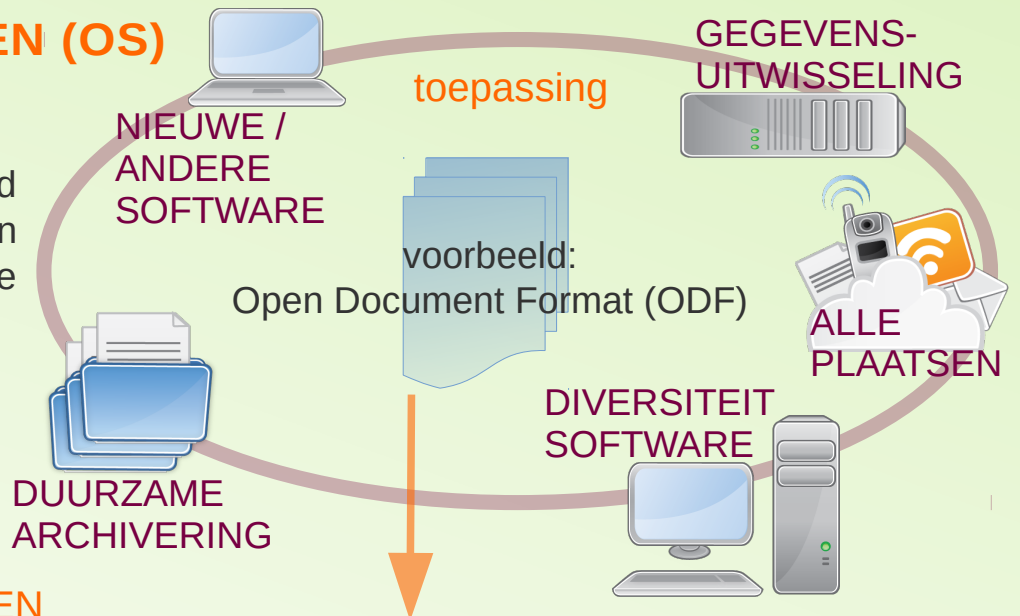 EN (OS)
toepassing
GEGEVENS-
UITWISSELING
NIEUWE /
ANDERE
SOFTWARE
d
n
e
voorbeeld:
Open Document Format (ODF)
ALLE
PLAATSEN
DIVERSITEIT
SOFTWARE
DUURZAME
ARCHIVERING
EN